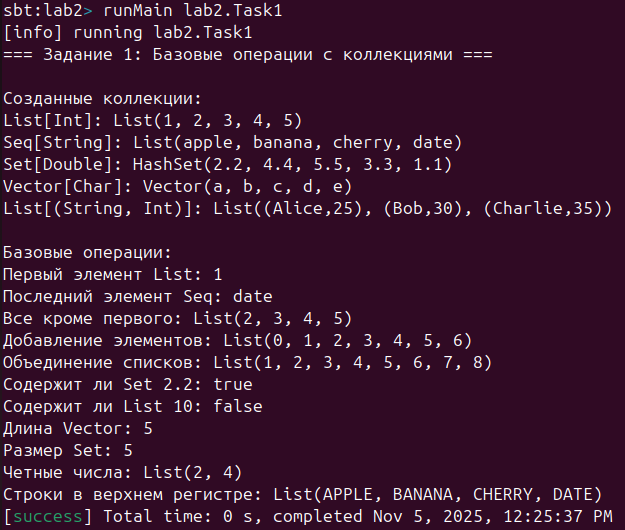 sbt:lab2> runMain lab2.Task1
[info] running lab2.Task1
=== Задание 1: Базовые операции с коллекциями ===
Созданные коллекции:
List[Int]: List(1, 2, 3, 4, 5)
Seq[String]: List(apple, banana, cherry, date)
Set[Double]: HashSet(2.2, 4.4, 5.5, 3.3, 1.1)
Vector[Char]: Vector(a, b, c, d, e)
List[(String, Int)]: List((Alice,25), (Bob,30), (Charlie,35))
Базовые операции:
Первый элемент List: 1
Последний элемент Seq: date
Все кроме первого: List(2, 3, 4, 5)
Добавление элементов: List(0, 1, 2, 3, 4, 5, 6)
Объединение списков: List(1, 2, 3, 4, 5, 6, 7, 8)
Содержит ли Set 2.2: true
Содержит ли List 10: false
Длина Vector: 5
Размер Set: 5
Четные числа: List(2, 4)
Строки в верхнем регистре: List(APPLE, BANANA, CHERRY, DATE)
[success] Total time: 0 s, completed Nov 5, 2025, 12:25:37 PM